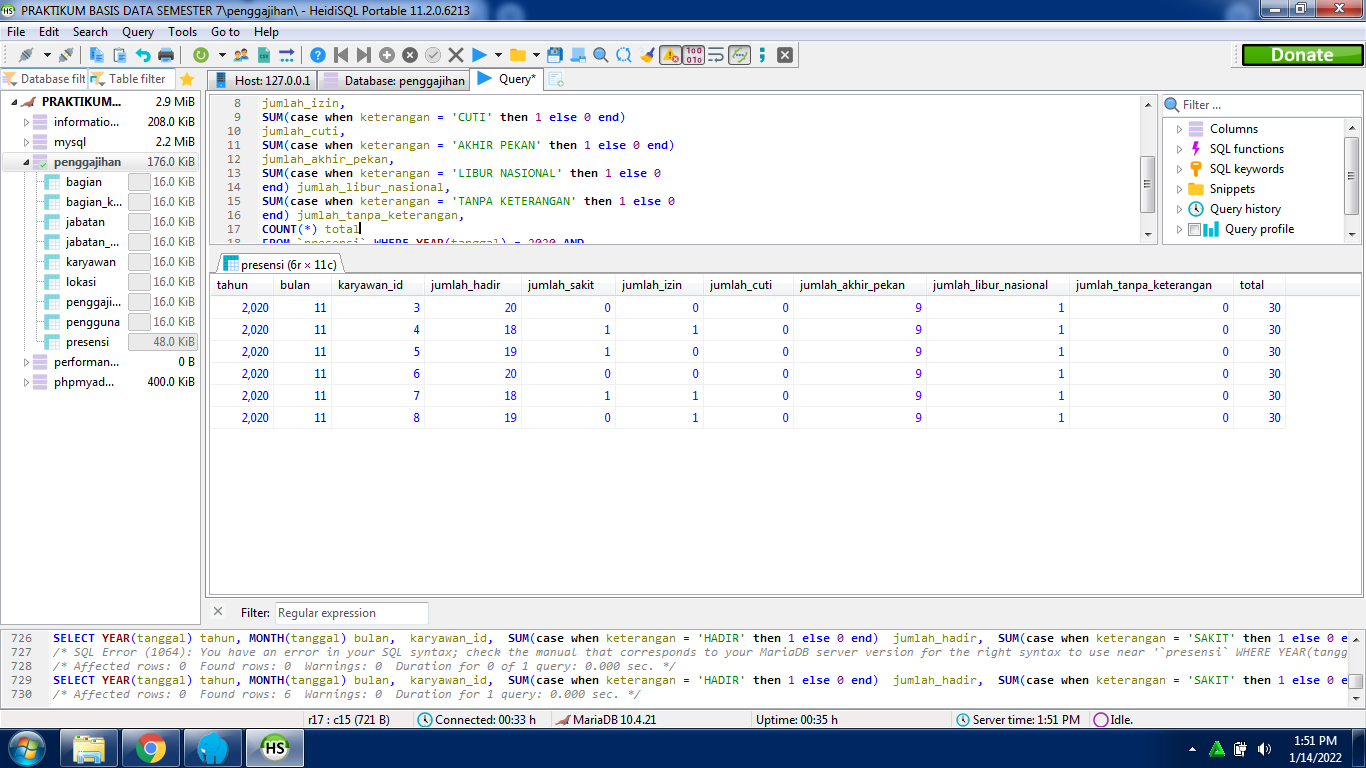 PRAKTIKUM BASIS DATA SEMESTER 7\penggajihan\ - HeidiSQL Portable 11.2.0.6213
File Edit Search Query Tools Go to Help
Donate
Database filt Table filter
Host: 127.0.0.1 Database: penggajihan Query*
PRAKTIKUM... 2.9 MiB
informatio... 208.0 KiB
mysql 2.2 MiB
penggajihan 176.0 KiB
bagian 16.0 KiB
bagian_k... 16.0 KiB
jabatan 16.0 KiB
jabatan_... 16.0 KiB
karyawan 16.0 KiB
lokasi 16.0 KiB
penggaji... 16.0 KiB
pengguna 16.0 KiB
presensi 48.0 KiB
performan... 0 B
phpmyad... 400.0 KiB
8 jumlah_izin,
9 SUM(case when keterangan = 'CUTI' then 1 else 0 end)
10 jumlah_cuti,
11 SUM(case when keterangan = 'AKHIR PEKAN' then 1 else 0 end)
12 jumlah_akhir_pekan,
13 SUM(case when keterangan = 'LIBUR NASIONAL' then 1 else 0
14 end) jumlah_libur_nasional,
15 SUM(case when keterangan = 'TANPA KETERANGAN' then 1 else 0
16 end) jumlah_tanpa_keterangan,
17 COUNT(*) total
18 FROM `presensi` WHERE YEAR(tanggal) = 2020 AND
Filter ...
Columns
SQL functions
SQL keywords
Snippets
Query history
Query profile
presensi (6r × 11c)
tahun bulan karyawan_id jumlah_hadir jumlah_sakit jumlah_izin jumlah_cuti jumlah_akhir_pekan jumlah_libur_nasional jumlah_tanpa_keterangan total
2,020 11 3 20 0 0 0 9 1 0 30
2,020 11 4 18 1 1 0 9 1 0 30
2,020 11 5 19 1 0 0 9 1 0 30
2,020 11 6 20 0 0 0 9 1 0 30
2,020 11 7 18 1 1 0 9 1 0 30
2,020 11 8 19 0 1 0 9 1 0 30
Filter: Regular expression
726 SELECT YEAR(tanggal) tahun, MONTH(tanggal) bulan, karyawan_id, SUM(case when keterangan = 'HADIR' then 1 else 0 end) jumlah_hadir, SUM(case when keterangan = 'SAKIT' then 1 else 0 e
727 /* SQL Error (1064): You have an error in your SQL syntax; check the manual that corresponds to your MariaDB server version for the right syntax to use near '`presensi` WHERE YEAR(tangg
728 /* Affected rows: 0 Found rows: 0 Warnings: 0 Duration for 0 of 1 query: 0.000 sec. */
729 SELECT YEAR(tanggal) tahun, MONTH(tanggal) bulan, karyawan_id, SUM(case when keterangan = 'HADIR' then 1 else 0 end) jumlah_hadir, SUM(case when keterangan = 'SAKIT' then 1 else 0 e
730 /* Affected rows: 0 Found rows: 6 Warnings: 0 Duration for 1 query: 0.000 sec. */
r17 : c15 (721 B) Connected: 00:33 h MariaDB 10.4.21 Uptime: 00:35 h Server time: 1:51 PM Idle.
HS
1:51 PM
1/14/2022